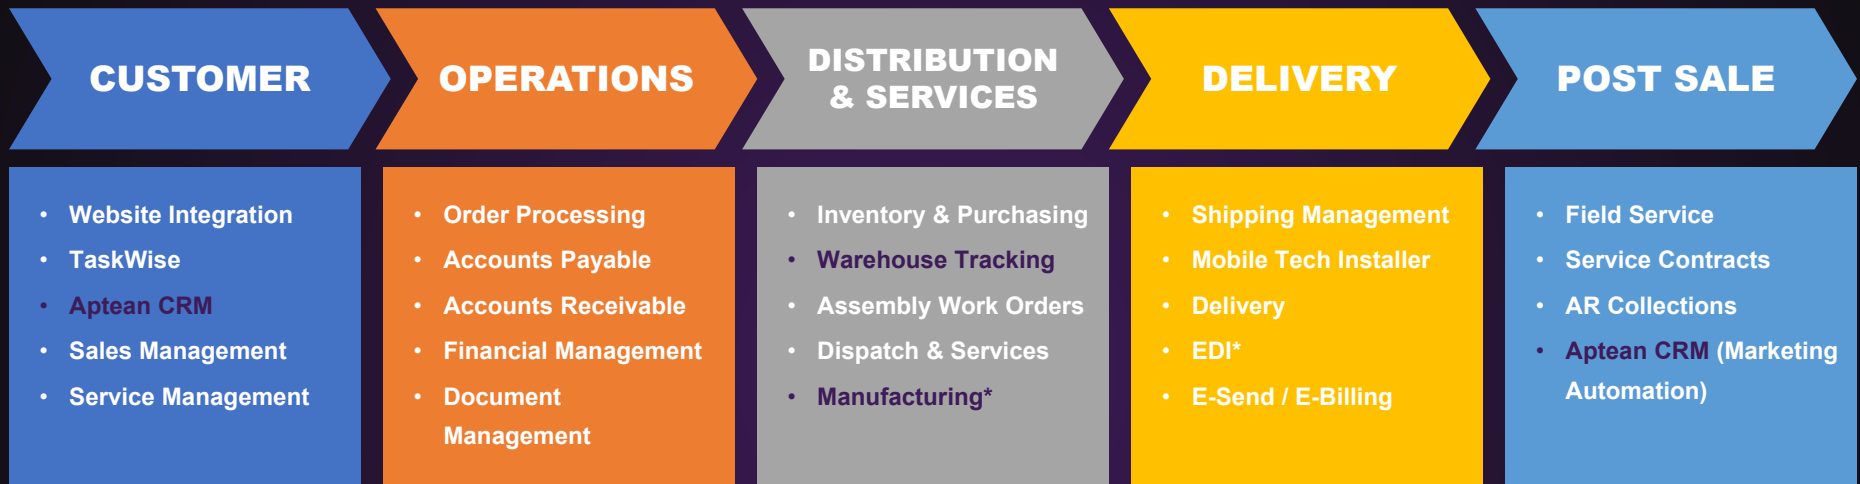 CUSTOMER
OPERATIONS
DISTRIBUTION
& SERVICES
DELIVERY
POST SALE
• Website Integration
• TaskWise
• Aptean CRM
• Sales Management
• Service Management
• Order Processing
• Accounts Payable
• Accounts Receivable
• Financial Management
• Document
Management
• Inventory & Purchasing
• Warehouse Tracking
• Assembly Work Orders
• Dispatch & Services
• Manufacturing*
• Shipping Management
• Mobile Tech Installer
• Delivery
• EDI*
• E-Send / E-Billing
• Field Service
• Service Contracts
• AR Collections
• Aptean CRM (Marketing
Automation)